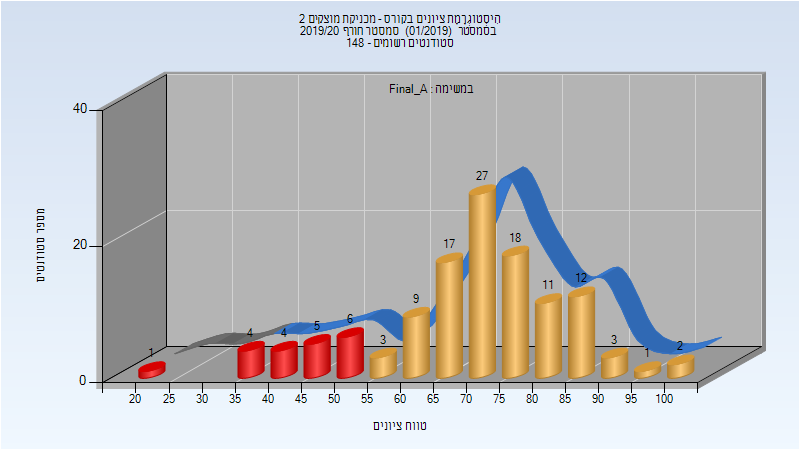 היסטוגרמת ציונים בקורס - מכניקת מוצקים 2
בסמסטר (01/2019) סמסטר חורף 2019/20
סטודנטים רשומים - 148
במשימה : Final_A
מספר סטודנטים
40
20
0
1
4
4
5
6
3
9
17
27
18
11
12
3
1
2
20 25 30 35 40 45 50 55 60 65 70 75 80 85 90 95 100
טווח ציונים